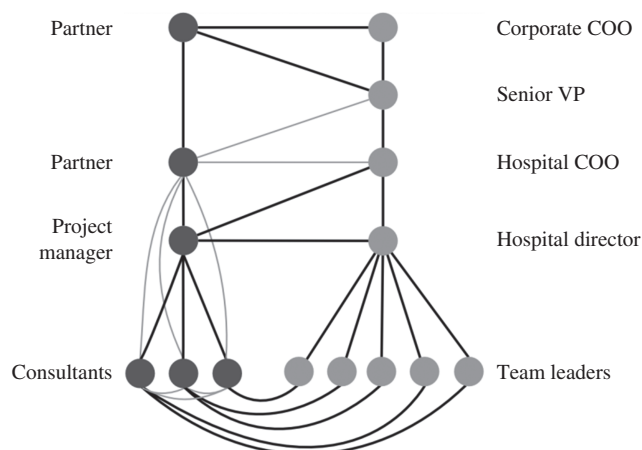 Partner
Corporate COO
Senior VP
Partner
Hospital COO
Project
manager
Hospital director
Consultants
Team leaders